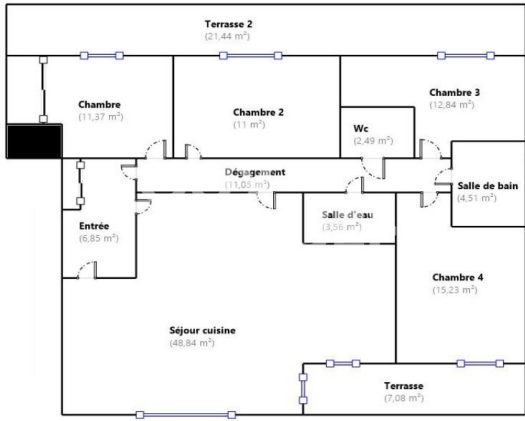 Terrasse 2
(21,44 m²)
Chambre
(11,37 m²)
Chambre 2
(11 m²)
Chambre 3
(12,84 m²)
Wc
(2,49 m²)
Dégagement
(11,05 m²)
Salle de bain
(4,51 m²)
Entrée
(6,85 m²)
Salle d'eau
(3,56 m²)
Chambre 4
(15,23 m²)
Séjour cuisine
(48,84 m²)
Terrasse
(7,08 m²)